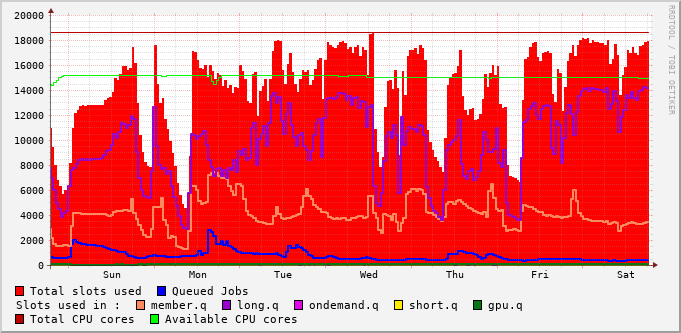 20000
18000
16000
14000
12000
10000
8000
6000
4000
2000
0
Sun Mon Tue Wed Thu Fri Sat
RRDTOOL / TOBI OETIKER
Total slots used Queued Jobs
Slots used in : member.q long.q ondemand.q short.q gpu.q
Total CPU cores Available CPU cores